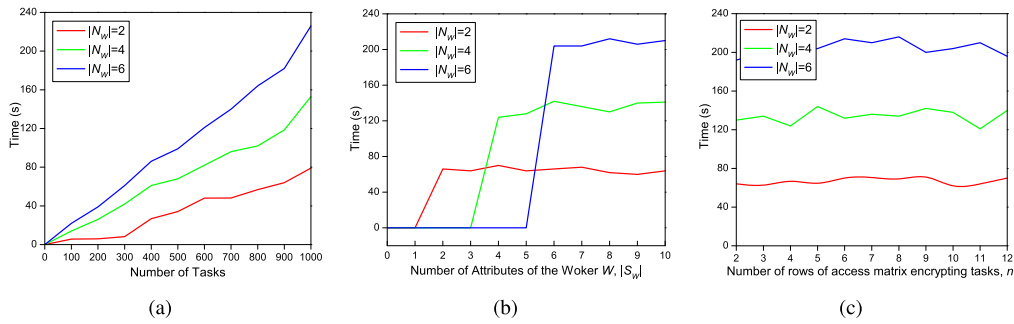 240
200
160
120
80
40
0
Time (s)
|N_W|=2
|N_W|=4
|N_W|=6
0 100 200 300 400 500 600 700 800 900 1000
Number of Tasks
(a)
240
200
160
120
80
40
0
Time (s)
|N_W|=2
|N_W|=4
|N_W|=6
0 1 2 3 4 5 6 7 8 9 10
Number of Attributes of the Woker W, |S_W|
(b)
240
200
160
120
80
40
0
Time (s)
|N_W|=2
|N_W|=4
|N_W|=6
2 3 4 5 6 7 8 9 10 11 12
Number of rows of access matrix encrypting tasks, n
(c)